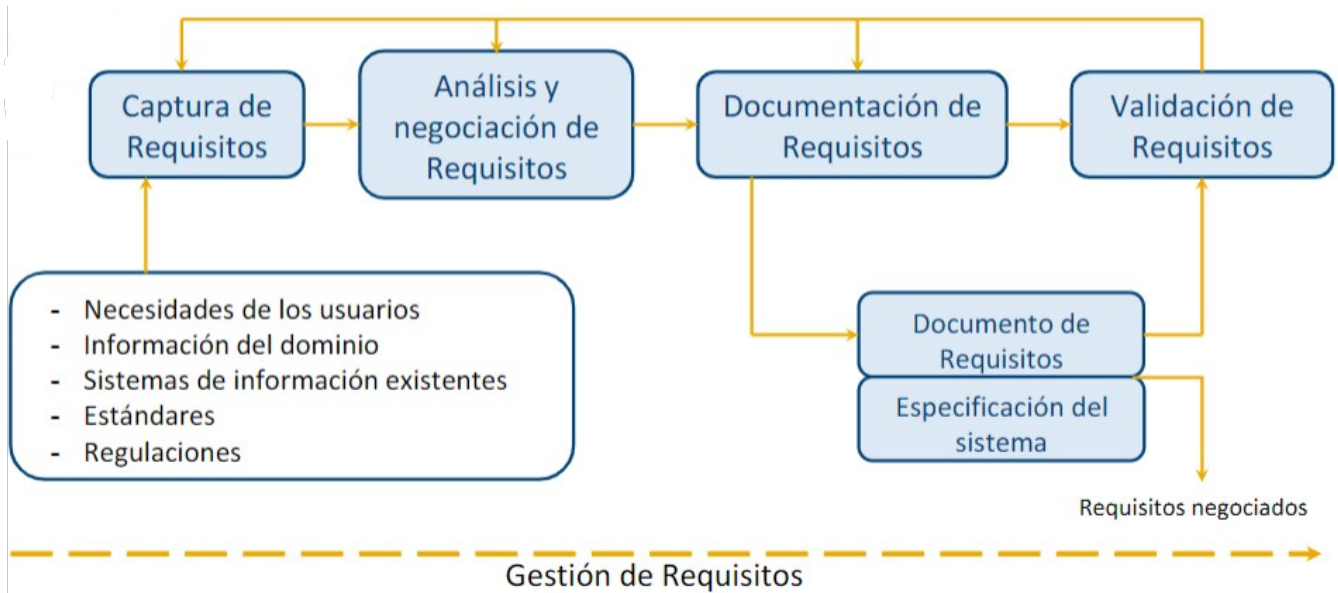 Captura de
Requisitos
Análisis y
negociación de
Requisitos
Documentación de
Requisitos
Validación de
Requisitos
- Necesidades de los usuarios
- Información del dominio
- Sistemas de información existentes
- Estándares
- Regulaciones
Documento de
Requisitos
Especificación del
sistema
Requisitos negociados
Gestión de Requisitos